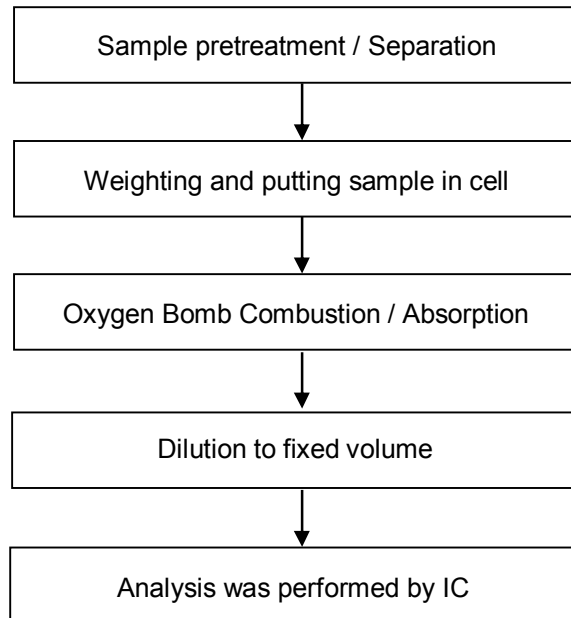 Sample pretreatment / Separation
Weighting and putting sample in cell
Oxygen Bomb Combustion / Absorption
Dilution to fixed volume
Analysis was performed by IC